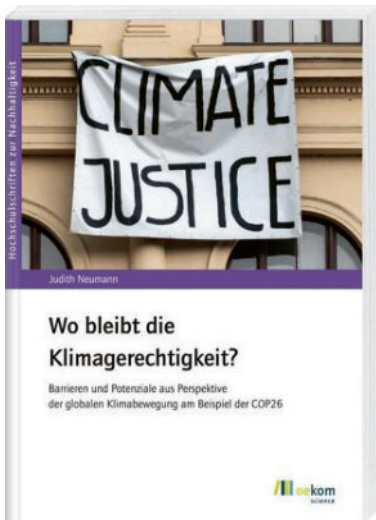 Hochschulschriften zur Nachhaltigkeit
CLIMATE
JUSTICE
Judith Neumann
Wo bleibt die
Klimagerechtigkeit?
Barrieren und Potenziale aus Perspektive
der globalen Klimabewegung am Beispiel der COP26
oekom
science